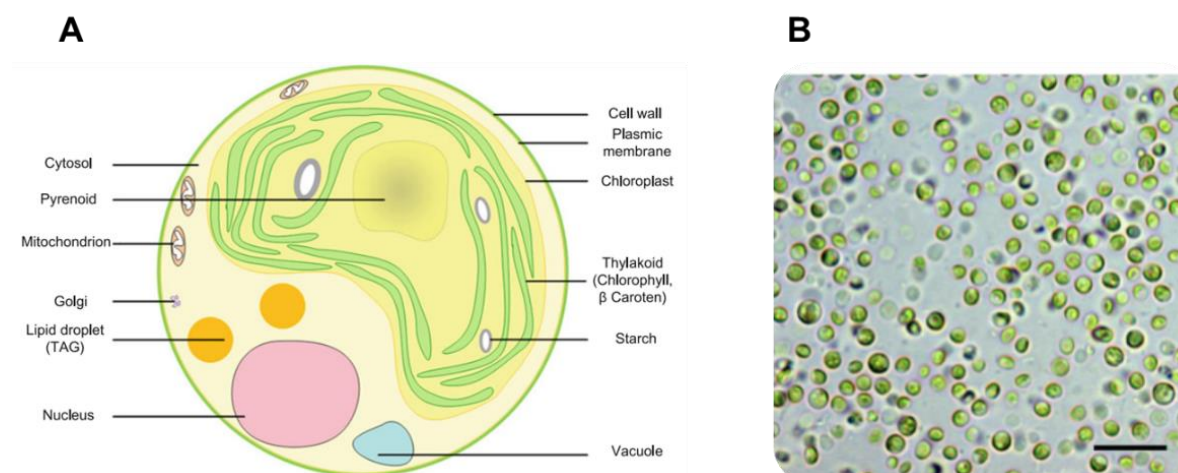 A
B
Cytosol
Pyrenoid
Mitochondrion
Golgi
Lipid droplet
(TAG)
Nucleus
Cell wall
Plasmic
membrane
Chloroplast
Thylakoid
(Chlorophyll,
β Caroten)
Starch
Vacuole